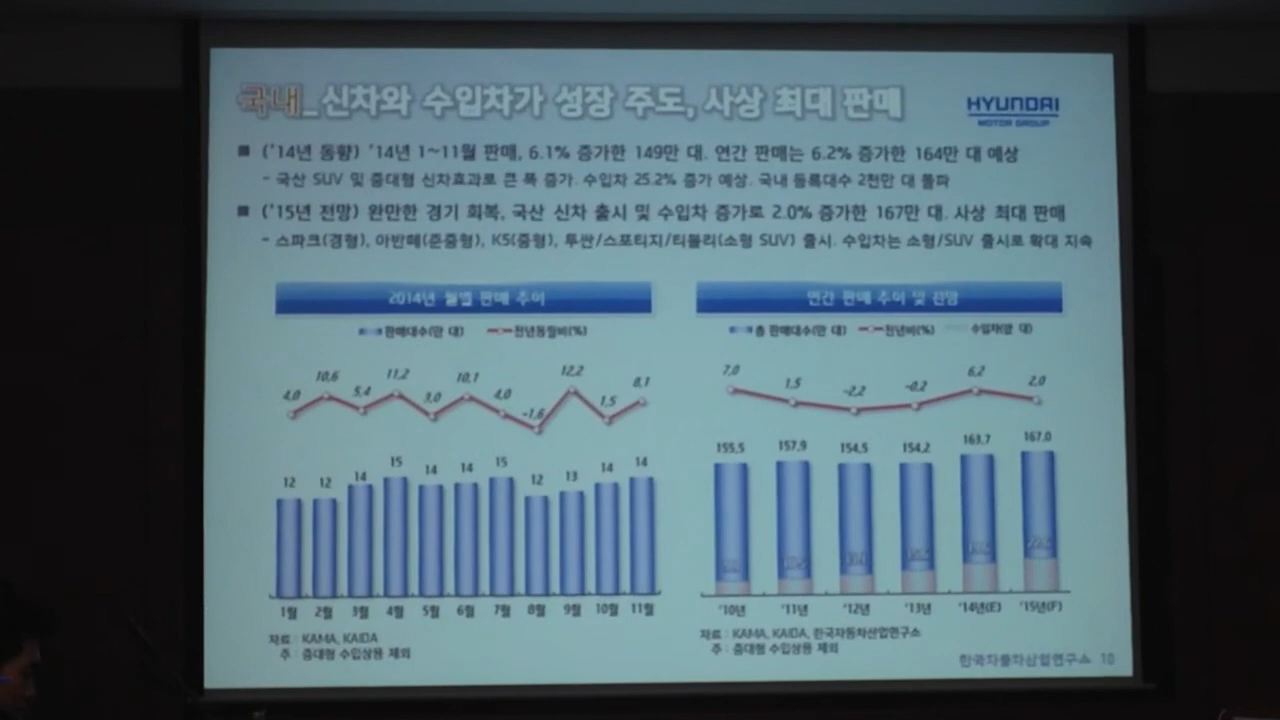 국내_신차와 수입차가 성장 주도, 사상 최대 판매
HYUNDAI
MOTOR GROUP
■ ('14년 동향) '14년 1~11월 판매, 6.1% 증가한 149만 대. 연간 판매는 6.2% 증가한 164만 대 예상
- 국산 SUV 및 중대형 신차효과로 큰 폭 증가. 수입차 25.2% 증가 예상. 국내 등록대수 2천만 대 돌파
■ ('15년 전망) 완만한 경기 회복, 국산 신차 출시 및 수입차 증가로 2.0% 증가한 167만 대. 사상 최대 판매
- 스파크(경형), 아반떼(준중형), K5(중형), 투싼/스포티지/티볼리(소형 SUV) 출시. 수입차는 소형/SUV 출시로 확대 지속
2014년 월별 판매 추이
판매대수(만 대) 전년동월비(%)
4.0 10.6 5.4 11.2 3.0 10.1 4.0 -1.6 12.2 1.5 8.1
12 12 14 15 14 14 15 12 13 14 14
1월 2월 3월 4월 5월 6월 7월 8월 9월 10월 11월
자료 : KAMA, KAIDA
주 : 중대형 수입상용 제외
연간 판매 추이 및 전망
총 판매대수(만 대) 전년비(%) 수입차(만 대)
7.0 1.5 -2.2 -0.2 6.2 2.0
155.5 157.9 154.5 154.2 163.7 167.0
'10년 '11년 '12년 '13년 '14년(E) '15년(F)
자료 : KAMA, KAIDA, 한국자동차산업연구소
주 : 중대형 수입상용 제외
한국자동차산업연구소 10